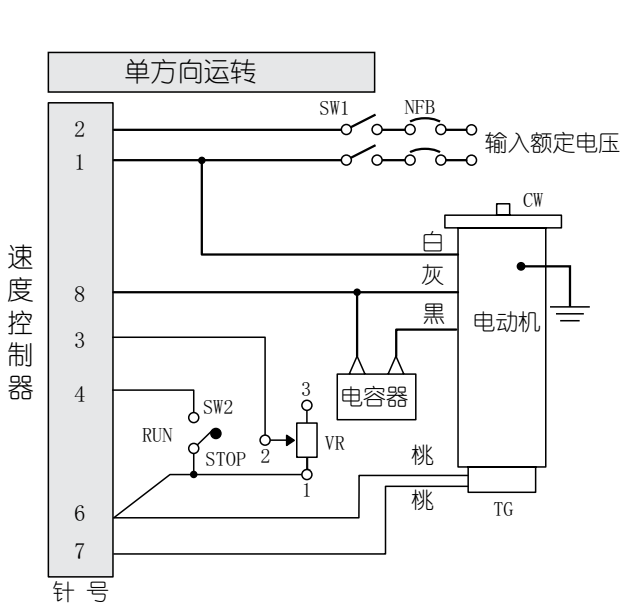 单方向运转
SW1
NFB
2
1
输入额定电压
CW
白
灰
黑
速度控制器
8
3
4
电动机
电容器
3
SW2
RUN
STOP
2
VR
1
桃
桃
6
7
TG
针号